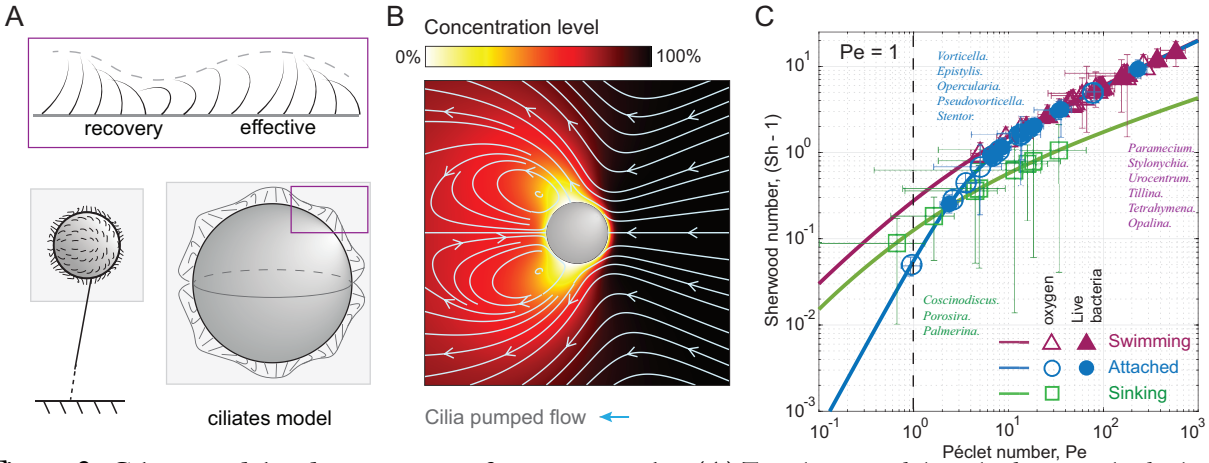 A
recovery
effective
ciliates model
B
Concentration level
0%
100%
Cilia pumped flow
C
Sherwood number, (Sh - 1)
10^1
10^0
10^-1
10^-2
10^-3
Pe = 1
Vorticella.
Epistylis.
Opercularia.
Pseudovorticella.
Stentor.
Paramecium.
Stylonychia.
Urocentrum.
Tillina.
Tetrahymena.
Opalina.
Coscinodiscus.
Porosira.
Palmerina.
oxygen
Live
bacteria
Swimming
Attached
Sinking
10^-1
10^0
10^1
10^2
10^3
Péclet number, Pe